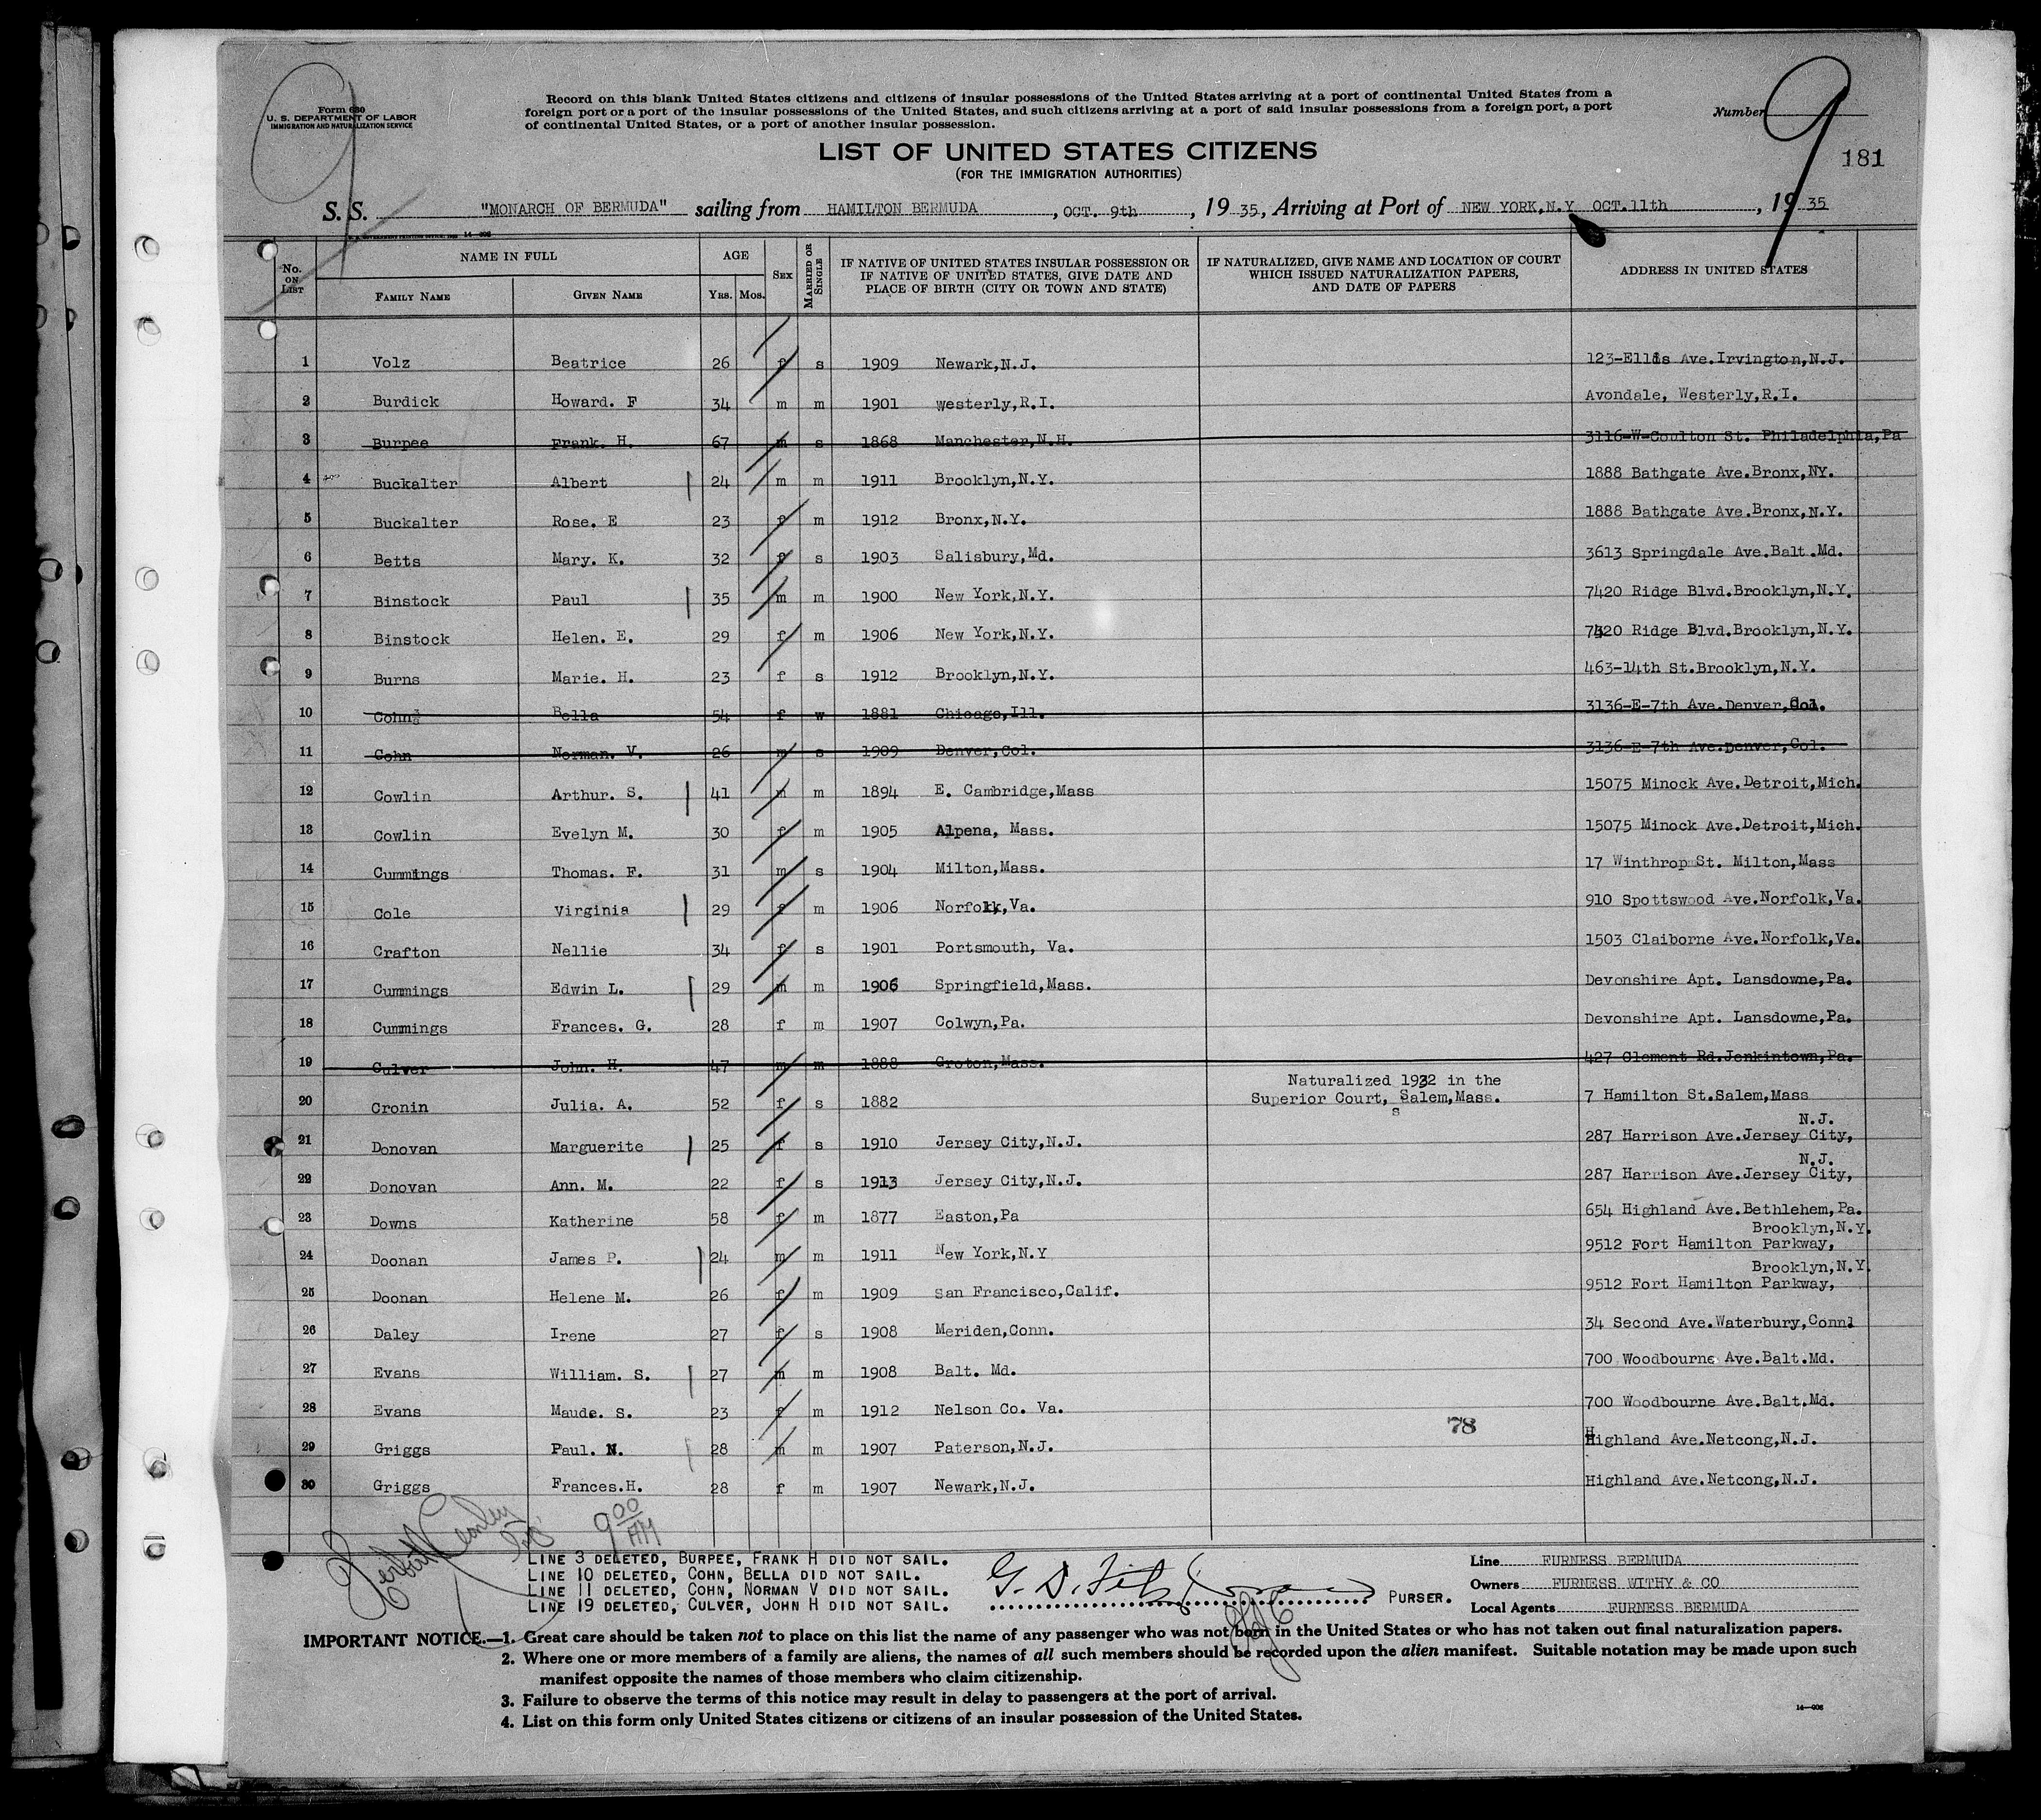 Form 630
U. S. DEPARTMENT OF LABOR
IMMIGRATION AND NATURALIZATION SERVICE
Record on this blank United States citizens and citizens of insular possessions of the United States arriving at a port of continental United States from a
foreign port or a port of the insular possessions of the United States, and such citizens arriving at a port of said insular possessions from a foreign port, a port
of continental United States, or a port of another insular possession.
Number 9
9
181
LIST OF UNITED STATES CITIZENS
(FOR THE IMMIGRATION AUTHORITIES)
S. S. "MONARCH OF BERMUDA" sailing from HAMILTON BERMUDA, OCT. 9th, 1935, Arriving at Port of NEW YORK,N.Y OCT.11th, 1935
No. ON LIST NAME IN FULL FAMILY NAME GIVEN NAME AGE YRS. MOS. SEX MARRIED OR SINGLE IF NATIVE OF UNITED STATES INSULAR POSSESSION OR IF NATIVE OF UNITED STATES, GIVE DATE AND PLACE OF BIRTH (CITY OR TOWN AND STATE) IF NATURALIZED, GIVE NAME AND LOCATION OF COURT WHICH ISSUED NATURALIZATION PAPERS, AND DATE OF PAPERS ADDRESS IN UNITED STATES
1 Volz Beatrice 26 f s 1909 Newark,N.J. 123-Ellis Ave.Irvington,N.J.
2 Burdick Howard. F 34 m m 1901 westerly,R.I. Avondale, Westerly,R.I.
3 Burpee Frank. H. 67 m s 1868 Manchester,N.H. 3116-W-Coulton St. Philadelphia,Pa
4 Buckalter Albert 24 m m 1911 Brooklyn,N.Y. 1888 Bathgate Ave.Bronx,NY.
5 Buckalter Rose. E 23 f m 1912 Bronx,N.Y. 1888 Bathgate Ave.Bronx,N.Y.
6 Betts Mary. K. 32 f s 1903 Salisbury,Md. 3613 Springdale Ave.Balt.Md.
7 Binstock Paul 35 m m 1900 New York,N.Y. 7420 Ridge Blvd.Brooklyn,N.Y.
8 Binstock Helen. E. 29 f m 1906 New York,N.Y. 7420 Ridge Blvd.Brooklyn,N.Y.
9 Burns Marie. H. 23 f s 1912 Brooklyn,N.Y. 463-14th St.Brooklyn,N.Y.
10 Cohn Bella 54 f w 1881 Chicago,Ill. 3136-E-7th Ave.Denver,Col.
11 Cohn Norman. V. 26 m s 1909 Denver,Col. 3136-E-7th Ave.Denver,Col.
12 Cowlin Arthur. S. 41 m m 1894 E. Cambridge,Mass 15075 Minock Ave.Detroit,Mich.
13 Cowlin Evelyn M. 30 f m 1905 Alpena, Mass. 15075 Minock Ave.Detroit,Mich.
14 Cummings Thomas. F. 31 m s 1904 Milton,Mass. 17 Winthrop St. Milton,Mass
15 Cole Virginia 29 f m 1906 Norfolk,Va. 910 Spottswood Ave.Norfolk,Va.
16 Crafton Nellie 34 f s 1901 Portsmouth, Va. 1503 Claiborne Ave.Norfolk,Va.
17 Cummings Edwin L. 29 m m 1906 Springfield,Mass. Devonshire Apt. Lansdowne,Pa.
18 Cummings Frances. G. 28 f m 1907 Colwyn,Pa. Devonshire Apt. Lansdowne,Pa.
19 Culver John. H. 47 m m 1888 Groton,Mass. 427 Clement Rd.Jenkintown,Pa.
Naturalized 1932 in the
20 Cronin Julia. A. 52 f s 1882 Superior Court, Salem,Mass. 7 Hamilton St.Salem,Mass
s
N.J.
21 Donovan Marguerite 25 f s 1910 Jersey City,N.J. 287 Harrison Ave.Jersey City,
N.J.
22 Donovan Ann. M. 22 f s 1913 Jersey City,N.J. 287 Harrison Ave.Jersey City,
23 Downs Katherine 58 f m 1877 Easton,Pa 654 Highland Ave.Bethlehem,Pa.
Brooklyn,N.Y.
24 Doonan James P. 24 m m 1911 New York,N.Y 9512 Fort Hamilton Parkway,
Brooklyn,N.Y.
25 Doonan Helene M. 26 f m 1909 San Francisco,Calif. 9512 Fort Hamilton Parkway,
26 Daley Irene 27 f s 1908 Meriden,Conn. 34 Second Ave.Waterbury,Conn.
27 Evans William. S. 27 m m 1908 Balt. Md. 700 Woodbourne Ave.Balt.Md.
28 Evans Maude. S. 23 f m 1912 Nelson Co. Va. 700 Woodbourne Ave.Balt.Md.
78
29 Griggs Paul. N. 28 m m 1907 Paterson,N.J. Highland Ave.Netcong,N.J.
30 Griggs Frances.H. 28 f m 1907 Newark,N.J. Highland Ave.Netcong,N.J.
9 00 AM
LINE 3 DELETED, BURPEE, FRANK H DID NOT SAIL.
LINE 10 DELETED, COHN, BELLA DID NOT SAIL.
LINE 11 DELETED, COHN, NORMAN V DID NOT SAIL.
LINE 19 DELETED, CULVER, JOHN H DID NOT SAIL.
PURSER.
Line FURNESS BERMUDA
Owners FURNESS WITHY & CO
Local Agents FURNESS BERMUDA
IMPORTANT NOTICE.—1. Great care should be taken not to place on this list the name of any passenger who was not born in the United States or who has not taken out final naturalization papers.
2. Where one or more members of a family are aliens, the names of all such members should be recorded upon the alien manifest. Suitable notation may be made upon such
manifest opposite the names of those members who claim citizenship.
3. Failure to observe the terms of this notice may result in delay to passengers at the port of arrival.
4. List on this form only United States citizens or citizens of an insular possession of the United States.